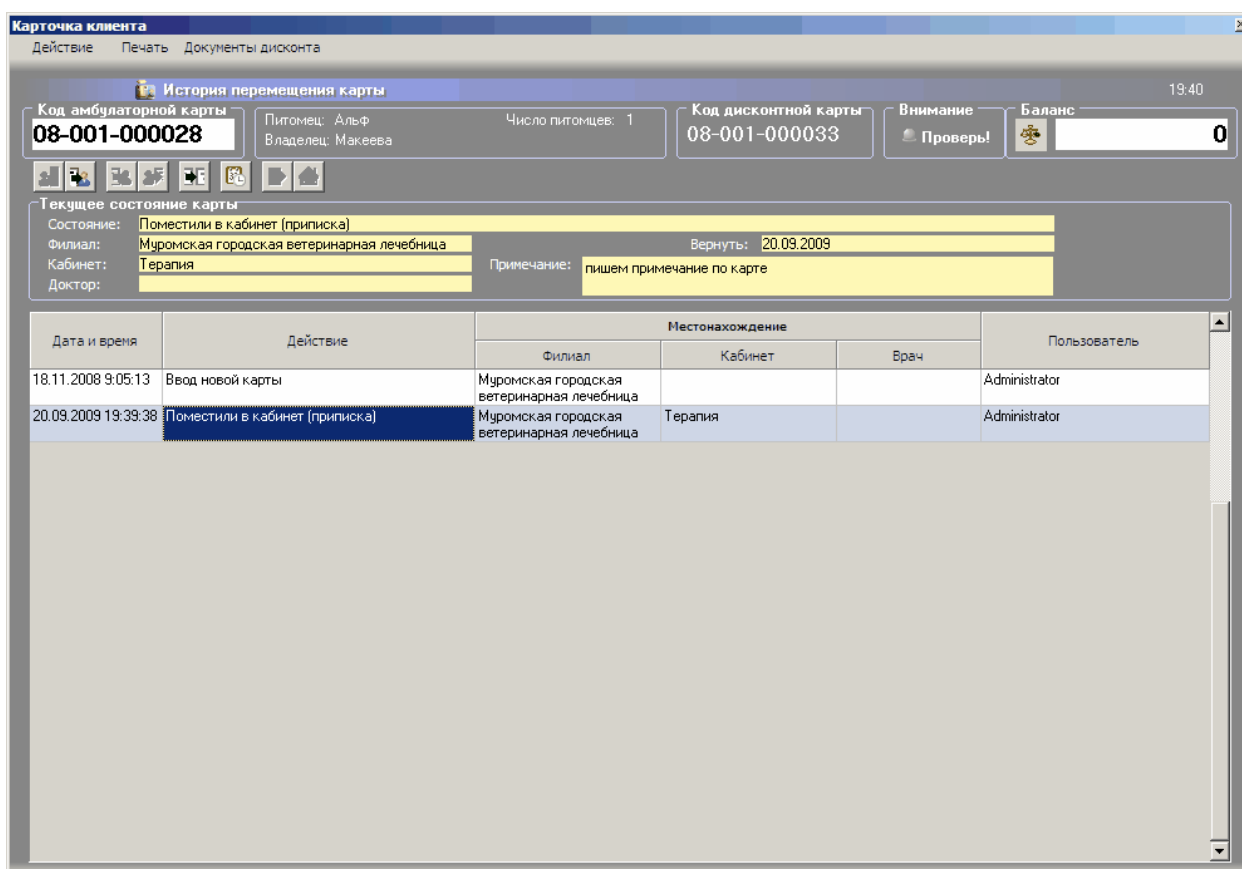 Карточка клиента
Действие Печать Документы дисконта
История перемещения карты 19:40
Код амбулаторной карты Код дисконтной карты Внимание Баланс
08-001-000028 Питомец: Альф Число питомцев: 1 08-001-000033 Проверь! 0
Владелец: Макеева
Текущее состояние карты
Состояние: Поместили в кабинет (приписка)
Филиал: Муромская городская ветеринарная лечебница Вернуть: 20.09.2009
Кабинет: Терапия Примечание: пишем примечание по карте
Доктор:
Дата и время Действие Местонахождение Пользователь
Филиал Кабинет Врач
18.11.2008 9:05:13 Ввод новой карты Муромская городская Administrator
ветеринарная лечебница
20.09.2009 19:39:38 Поместили в кабинет (приписка) Муромская городская Терапия Administrator
ветеринарная лечебница